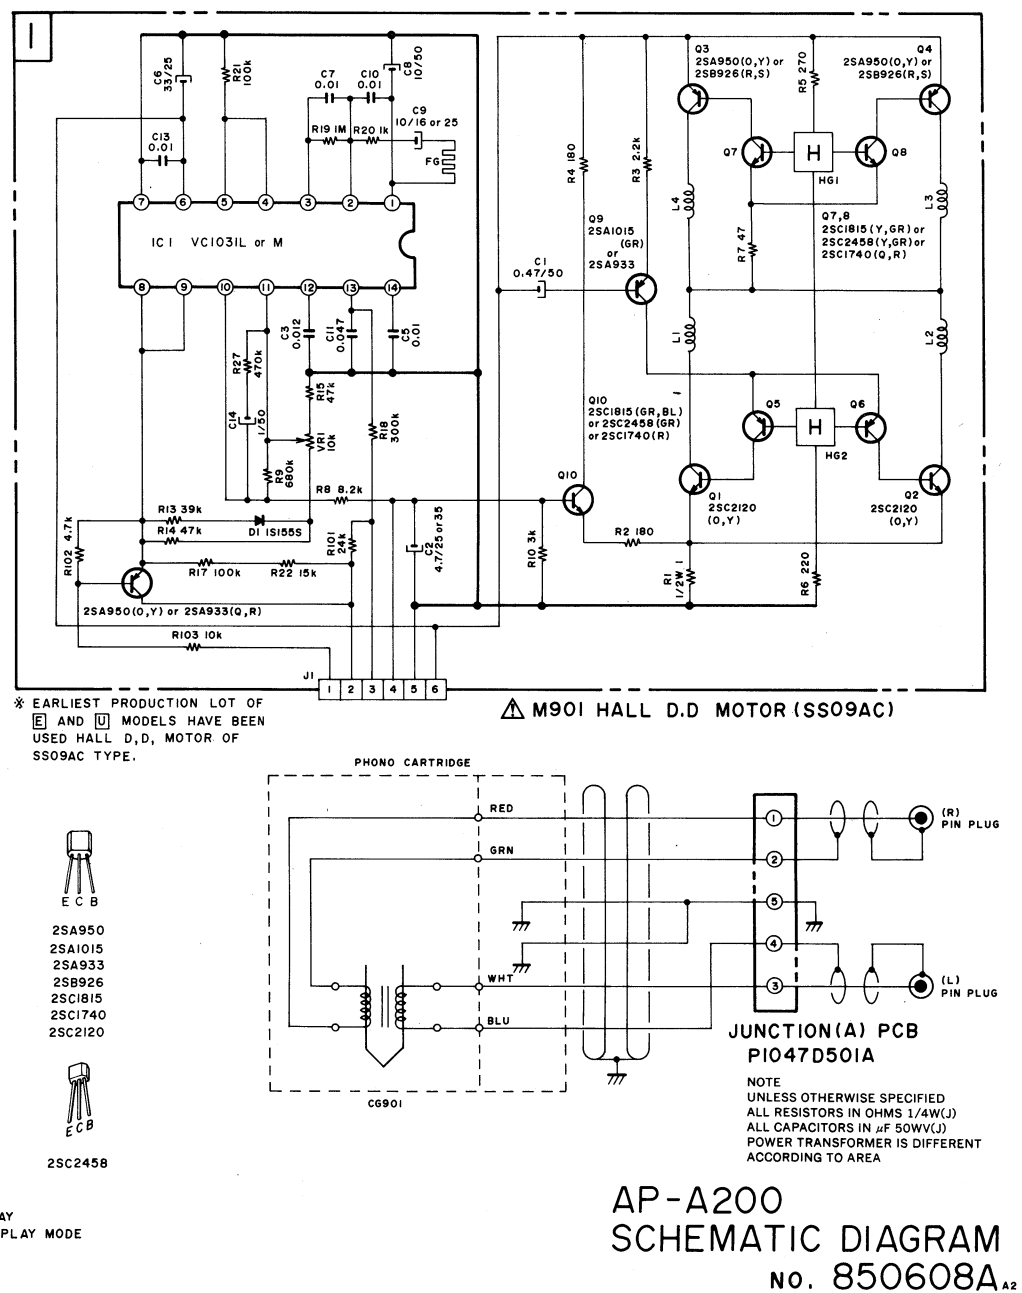 1
C6 33/25
R21 100k
C7 0.01
C10 0.01
C8 10/50
C9 10/16 or 25
R19 1M
R20 1k
FG
C13 0.01
7 6 5 4 3 2 1
IC1 VC1031L or M
8 9 10 11 12 13 14
R27 470k
C14 1/50
C3 0.012
C11 0.047
C5 0.01
R15 47k
VR1 10k
R18 300k
R9 680k
R8 8.2k
R13 39k
R14 47k
D1 1S155S
R102 4.7k
R17 100k
R22 15k
R101 24k
C2 4.7/25 or 35
2SA950(O,Y) or 2SA933(Q,R)
R103 10k
J1
1 2 3 4 5 6
Q3
2SA950(O,Y) or
2SB926(R,S)
R5 270
Q4
2SA950(O,Y) or
2SB926(R,S)
R4 180
R3 2.2k
Q7
H
HG1
Q8
L4
L3
R7 47
Q9
2SA1015
(GR)
or
2SA933
Q7,8
2SC1815(Y,GR) or
2SC2458(Y,GR) or
2SC1740(Q,R)
C1
0.47/50
L1
L2
Q10
2SC1815(GR,BL)
or 2SC2458(GR)
or 2SC1740(R)
Q5
H
HG2
Q6
Q10
Q1
2SC2120
(O,Y)
Q2
2SC2120
(O,Y)
R2 180
R10 3k
R1 1/2W 1
R6 220
※ EARLIEST PRODUCTION LOT OF
E AND U MODELS HAVE BEEN
USED HALL D,D, MOTOR OF
SS09AC TYPE.
⚠ M901 HALL D.D MOTOR (SS09AC)
PHONO CARTRIDGE
RED
GRN
WHT
BLU
CG901
1
2
5
4
3
(R)
PIN PLUG
(L)
PIN PLUG
JUNCTION(A) PCB
P1047D501A
E C B
2SA950
2SA1015
2SA933
2SB926
2SC1815
2SC1740
2SC2120
E C B
2SC2458
NOTE
UNLESS OTHERWISE SPECIFIED
ALL RESISTORS IN OHMS 1/4W(J)
ALL CAPACITORS IN μF 50WV(J)
POWER TRANSFORMER IS DIFFERENT
ACCORDING TO AREA
AY
PLAY MODE
AP-A200
SCHEMATIC DIAGRAM
NO. 850608A A2